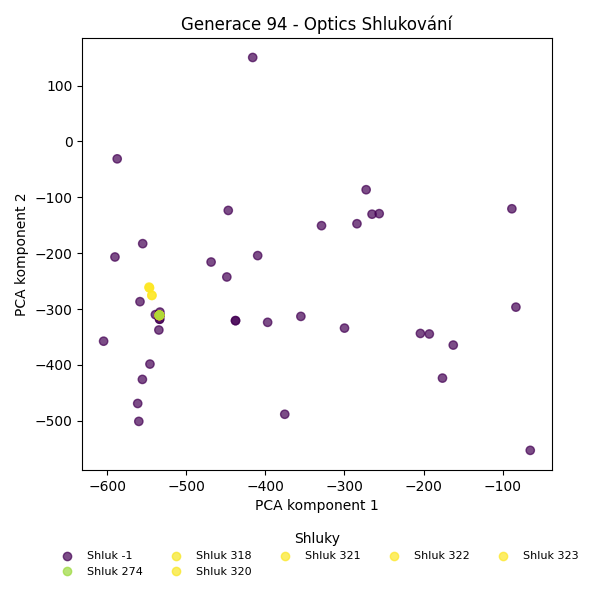 Generace 94 - Optics Shlukování
PCA komponent 2
100
0
−100
−200
−300
−400
−500
−600 −500 −400 −300 −200 −100
PCA komponent 1
Shluky
Shluk -1 Shluk 318 Shluk 321 Shluk 322 Shluk 323
Shluk 274 Shluk 320